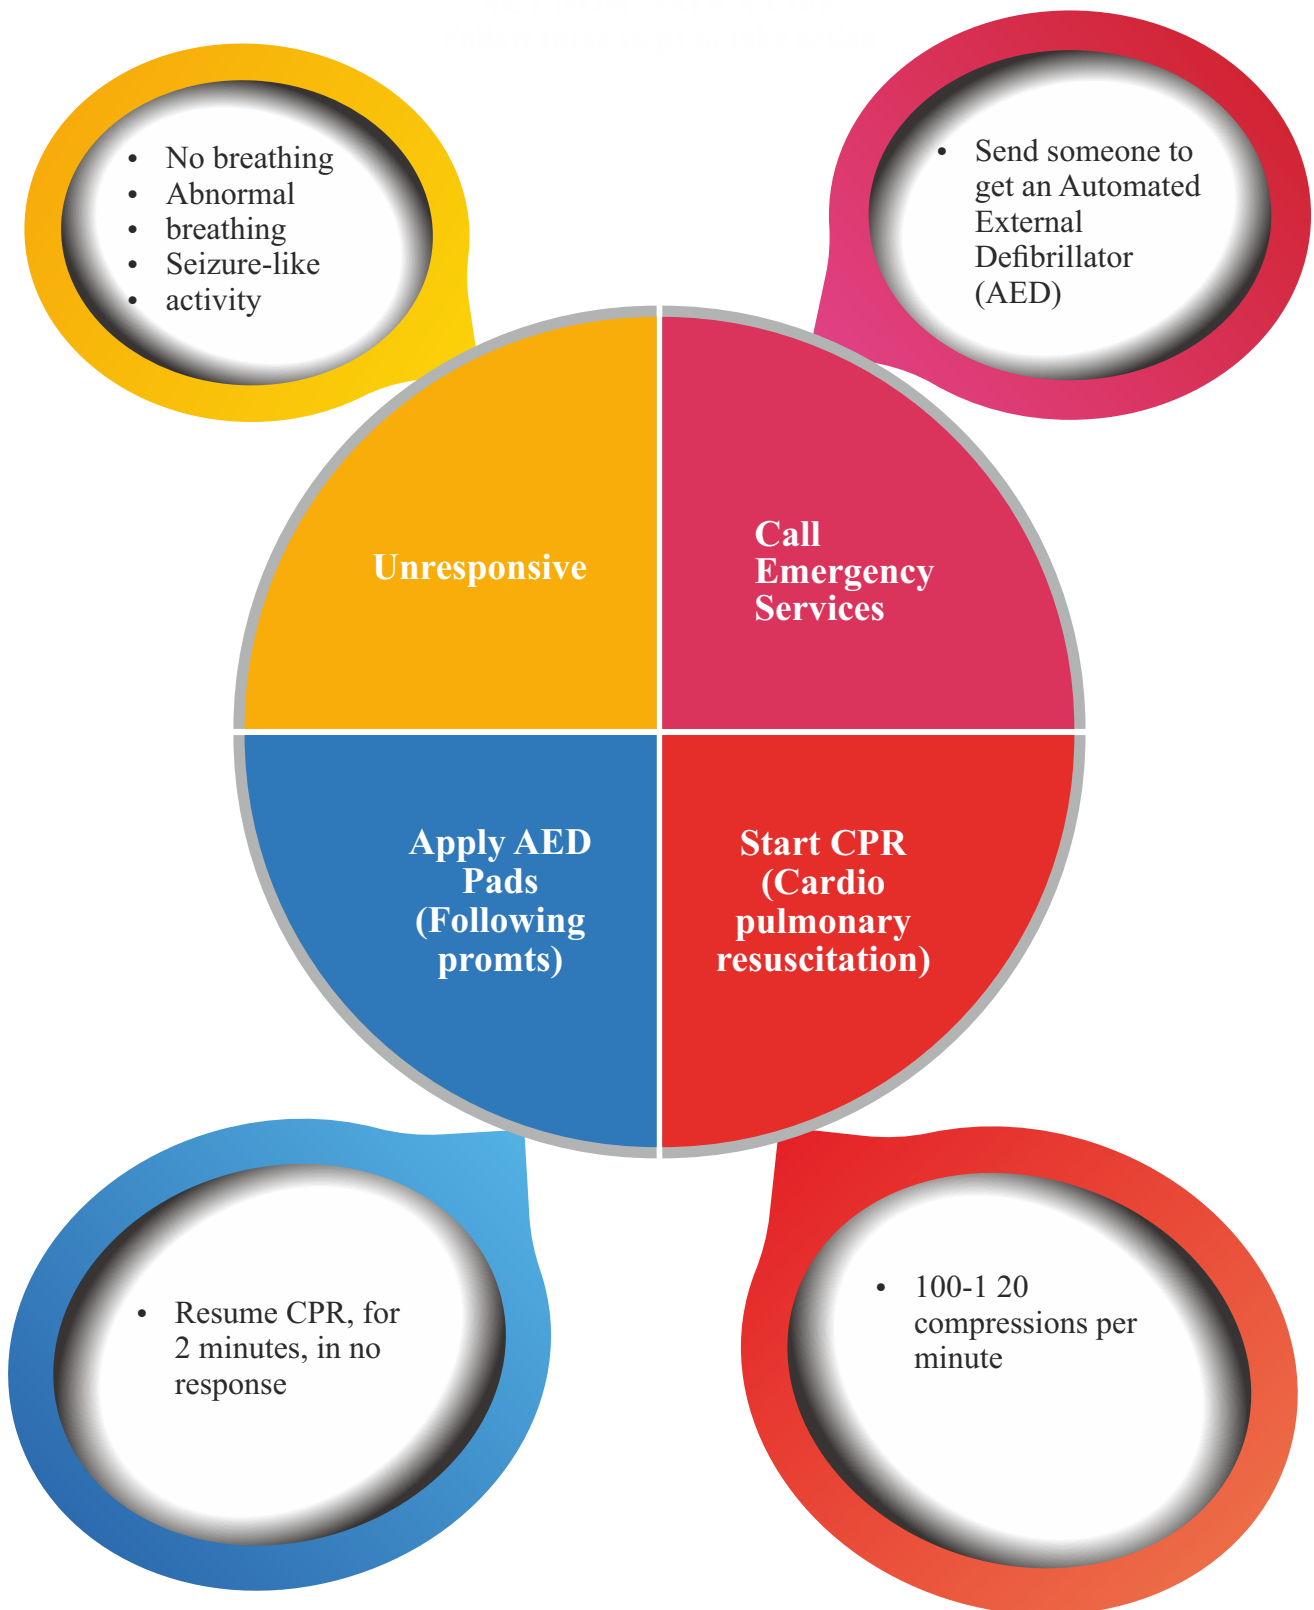 • No breathing
• Abnormal
• breathing
• Seizure-like
• activity
• Send someone to
get an Automated
External
Defibrillator
(AED)
Unresponsive
Call
Emergency
Services
Apply AED
Pads
(Following
promts)
Start CPR
(Cardio
pulmonary
resuscitation)
• Resume CPR, for
2 minutes, in no
response
• 100-1 20
compressions per
minute